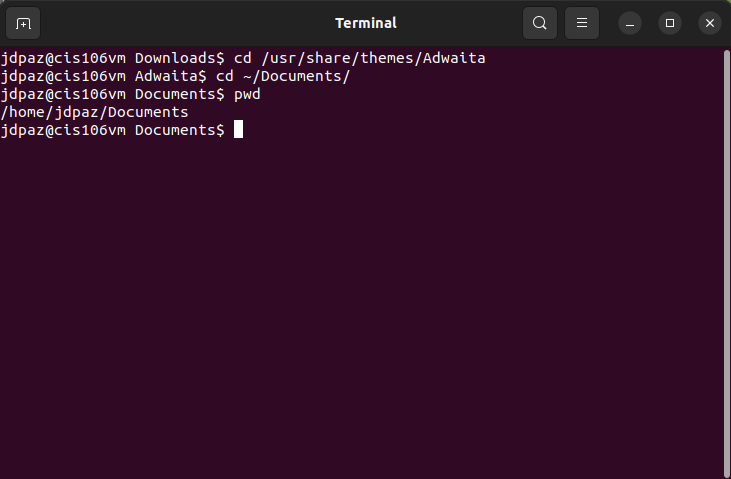 Terminal
jdpaz@cis106vm Downloads$ cd /usr/share/themes/Adwaita
jdpaz@cis106vm Adwaita$ cd ~/Documents/
jdpaz@cis106vm Documents$ pwd
/home/jdpaz/Documents
jdpaz@cis106vm Documents$